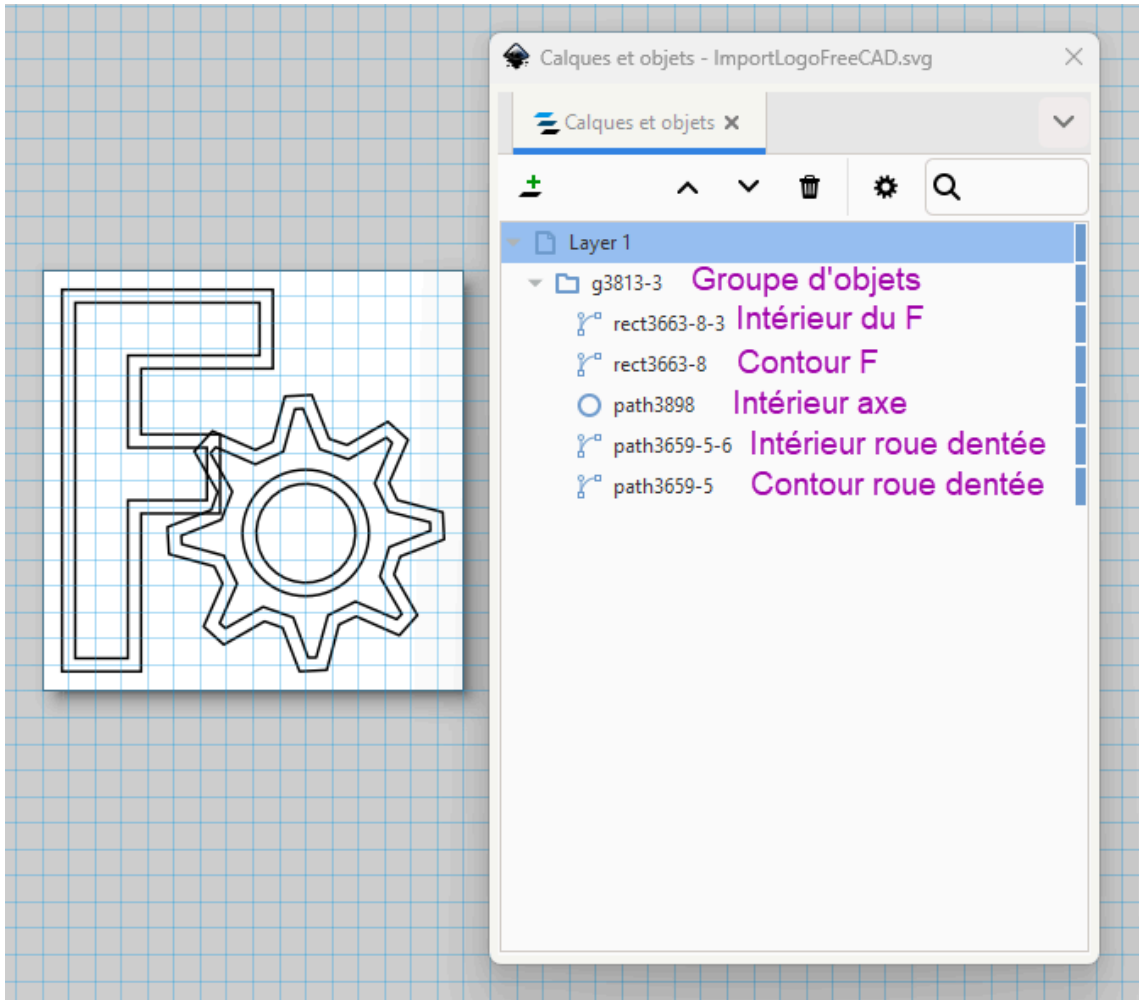 Calques et objets - ImportLogoFreeCAD.svg
Calques et objets
Layer 1
g3813-3 Groupe d'objets
rect3663-8-3 Intérieur du F
rect3663-8 Contour F
path3898 Intérieur axe
path3659-5-6 Intérieur roue dentée
path3659-5 Contour roue dentée